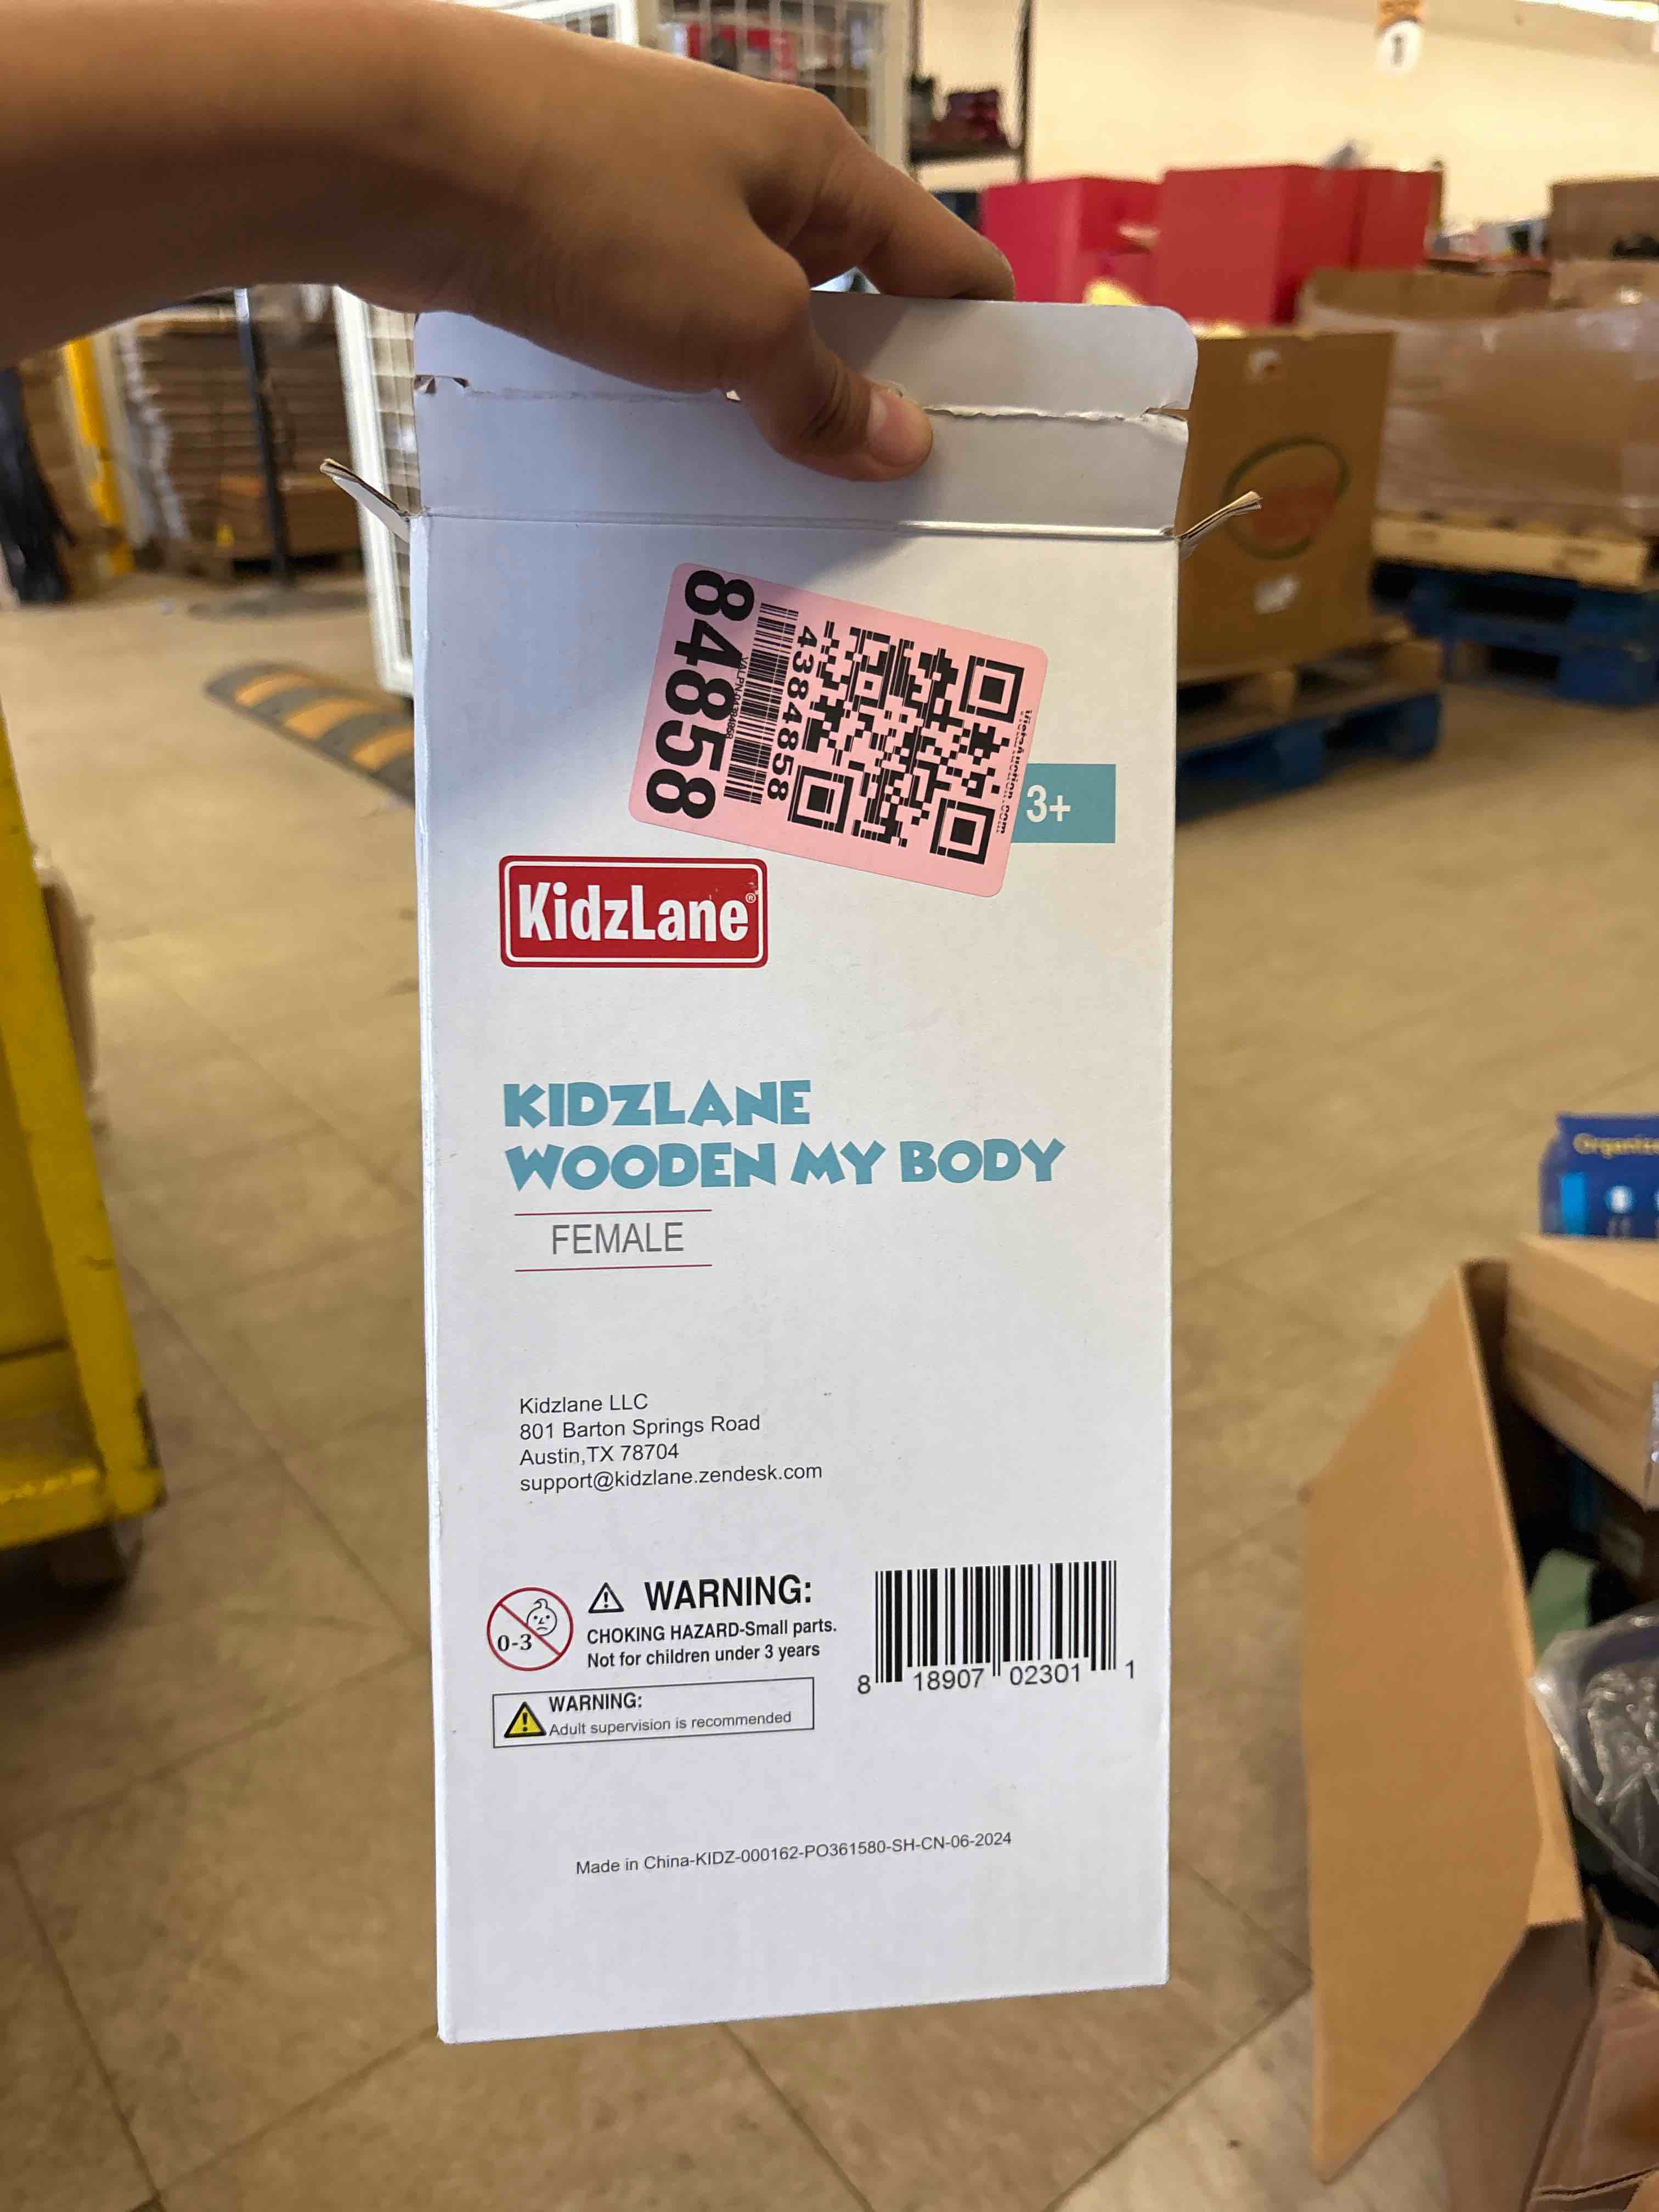 84858
4384858
3+
KidzLane®
KIDZLANE
WOODEN MY BODY
FEMALE
Kidzlane LLC
801 Barton Springs Road
Austin,TX 78704
support@kidzlane.zendesk.com
0-3
WARNING:
CHOKING HAZARD-Small parts.
Not for children under 3 years
WARNING:
Adult supervision is recommended
8 18907 02301 1
Made in China-KIDZ-000162-PO361580-SH-CN-06-2024